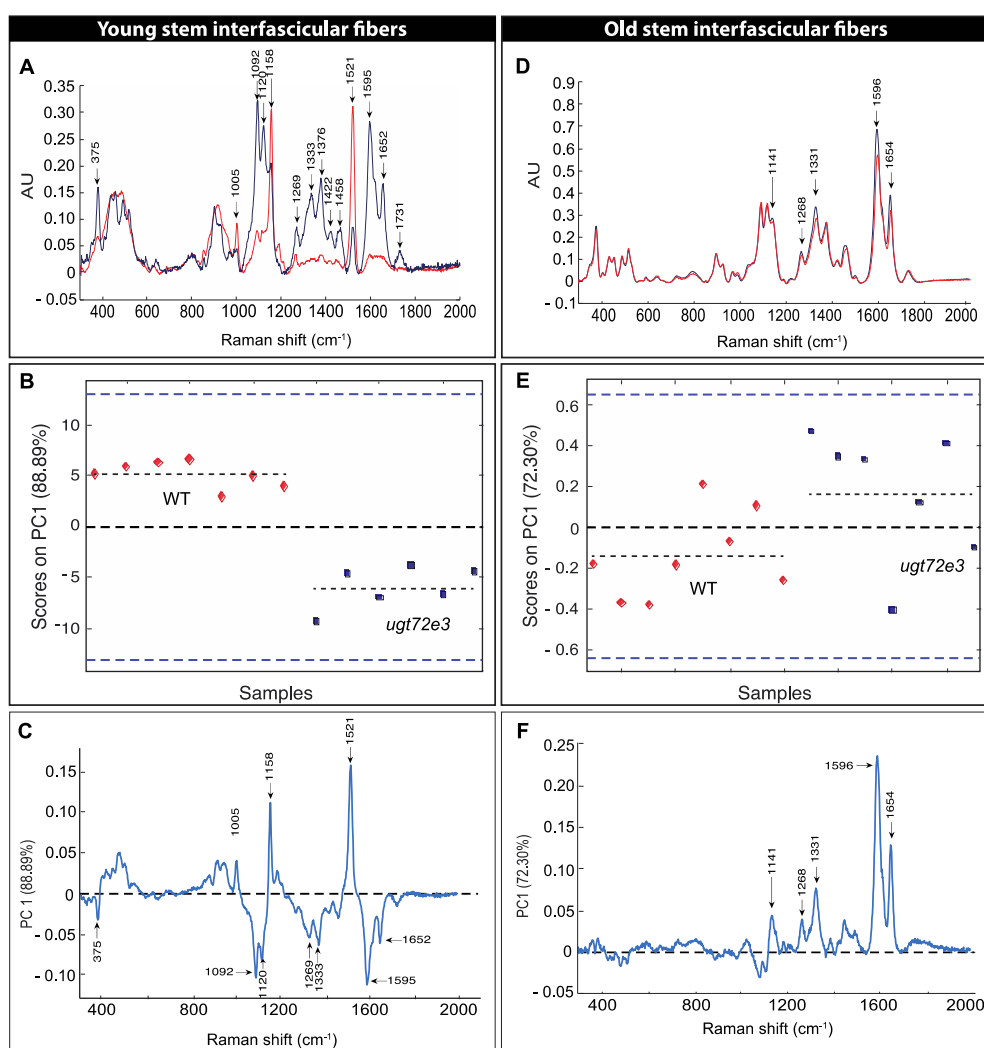 Young stem interfascicular fibers
A
AU
0.35
0.30
0.25
0.20
0.15
0.10
0.05
0
- 0.05
375
1005
1092
1120
1158
1269
1333
1376
1422
1458
1521
1595
1652
1731
400 600 800 1000 1200 1400 1600 1800 2000
Raman shift (cm⁻¹)
Old stem interfascicular fibers
D
AU
0.9
0.8
0.7
0.6
0.5
0.4
0.3
0.2
0.1
0
- 0.1
1141
1268
1331
1596
1654
400 600 800 1000 1200 1400 1600 1800 2000
Raman shift (cm⁻¹)
B
Scores on PC1 (88.89%)
10
5
0
-5
-10
WT
ugt72e3
Samples
E
Scores on PC1 (72.30%)
0.6
0.4
0.2
0
- 0.2
- 0.4
- 0.6
WT
ugt72e3
Samples
C
PC 1 (88.89%)
0.15
0.10
0.05
0
- 0.05
- 0.10
375
1005
1092
1120
1158
1269
1333
1521
1595
1652
400 800 1200 1600 2000
Raman shift (cm⁻¹)
F
PC1 (72.30%)
0.25
0.20
0.15
0.10
0.05
0
- 0.05
1141
1268
1331
1596
1654
400 800 1200 1600 2000
Raman shift (cm⁻¹)